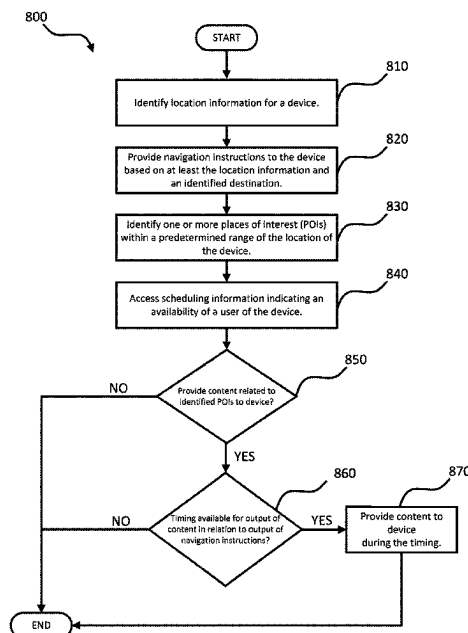 800
START
810
Identify location information for a device.
820
Provide navigation instructions to the device
based on at least the location information and
an identified destination.
830
Identify one or more places of interest (POIs)
within a predetermined range of the location of
the device.
840
Access scheduling information indicating an
availability of a user of the device.
850
Provide content related to
identified POIs to device?
NO
YES
860
Timing available for output of
content in relation to output of
navigation instructions?
NO
YES
870
Provide content to
device
during the timing.
END